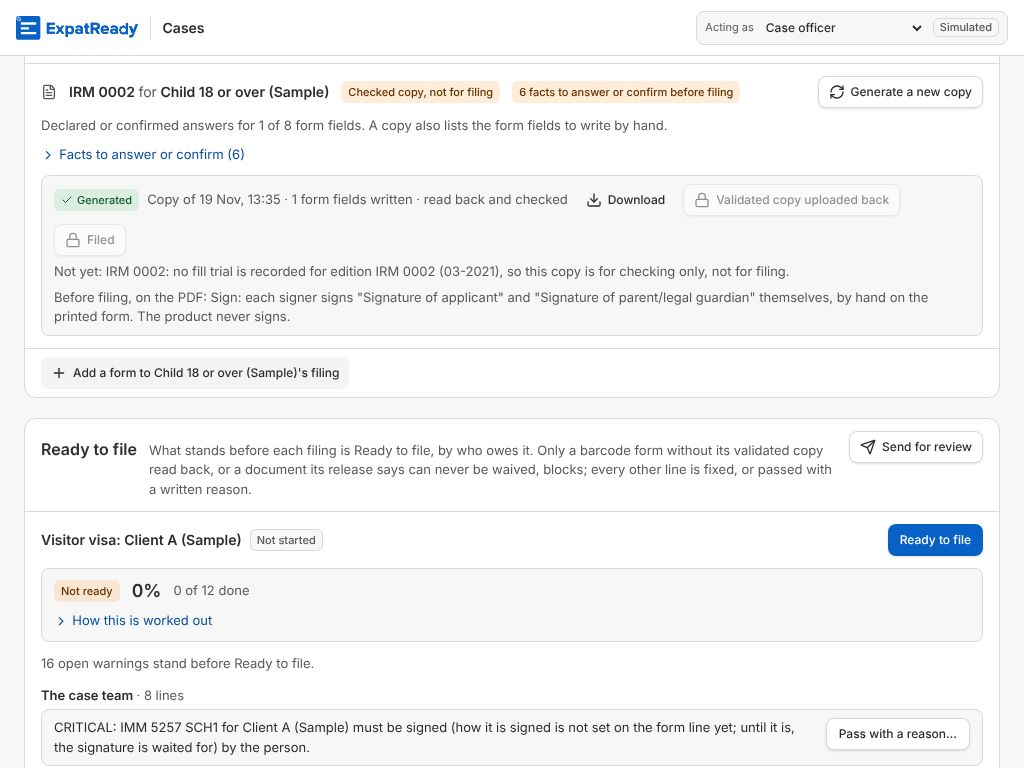 ExpatReady
Cases
Acting as Case officer Simulated
IRM 0002 for Child 18 or over (Sample) Checked copy, not for filing 6 facts to answer or confirm before filing Generate a new copy
Declared or confirmed answers for 1 of 8 form fields. A copy also lists the form fields to write by hand.
Facts to answer or confirm (6)
Generated Copy of 19 Nov, 13:35 · 1 form fields written · read back and checked Download Validated copy uploaded back
Filed
Not yet: IRM 0002: no fill trial is recorded for edition IRM 0002 (03-2021), so this copy is for checking only, not for filing.
Before filing, on the PDF: Sign: each signer signs "Signature of applicant" and "Signature of parent/legal guardian" themselves, by hand on the
printed form. The product never signs.
Add a form to Child 18 or over (Sample)'s filing
Ready to file
What stands before each filing is Ready to file, by who owes it. Only a barcode form without its validated copy
read back, or a document its release says can never be waived, blocks; every other line is fixed, or passed with
a written reason.
Send for review
Visitor visa: Client A (Sample) Not started Ready to file
Not ready 0% 0 of 12 done
How this is worked out
16 open warnings stand before Ready to file.
The case team · 8 lines
CRITICAL: IMM 5257 SCH1 for Client A (Sample) must be signed (how it is signed is not set on the form line yet; until it is,
the signature is waited for) by the person.
Pass with a reason...